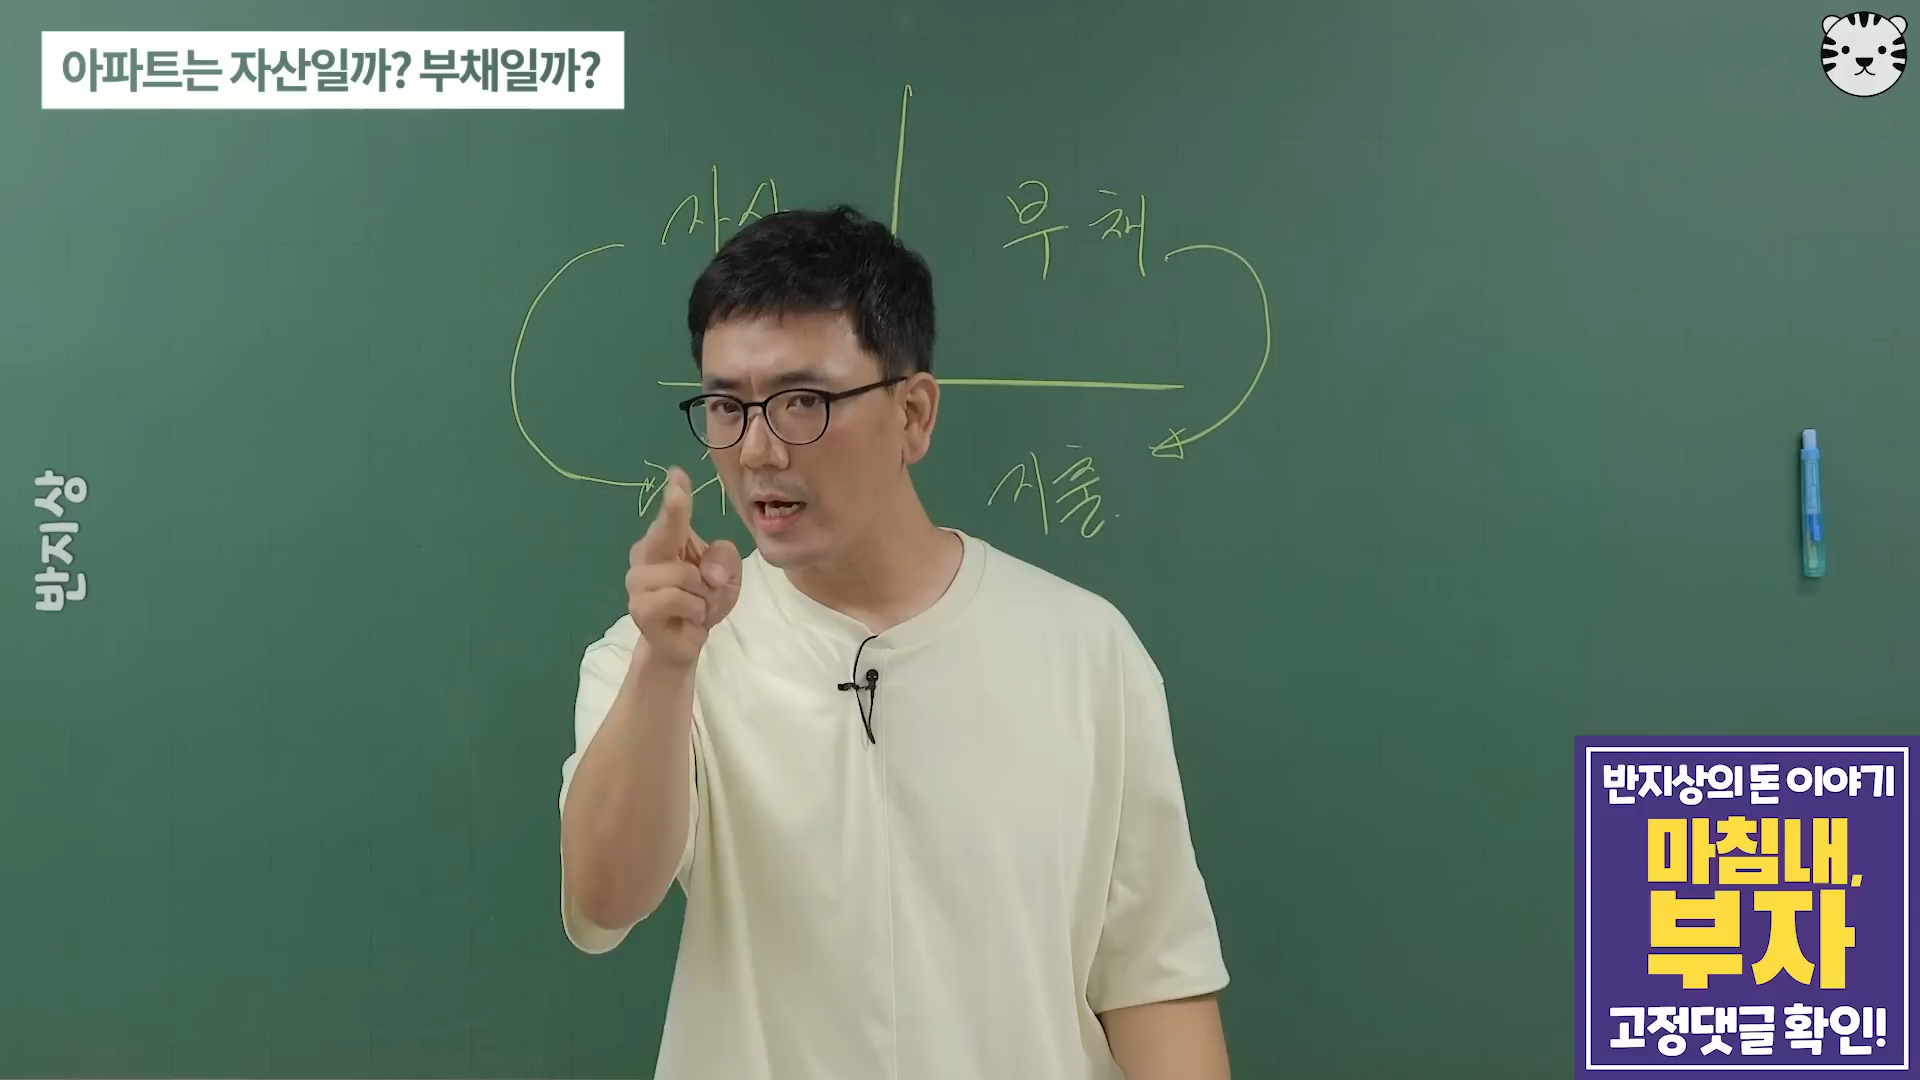 아파트는 자산일까? 부채일까?
부채
지출
반지상
반지상의 돈 이야기
마침내,
부자
고정댓글 확인!